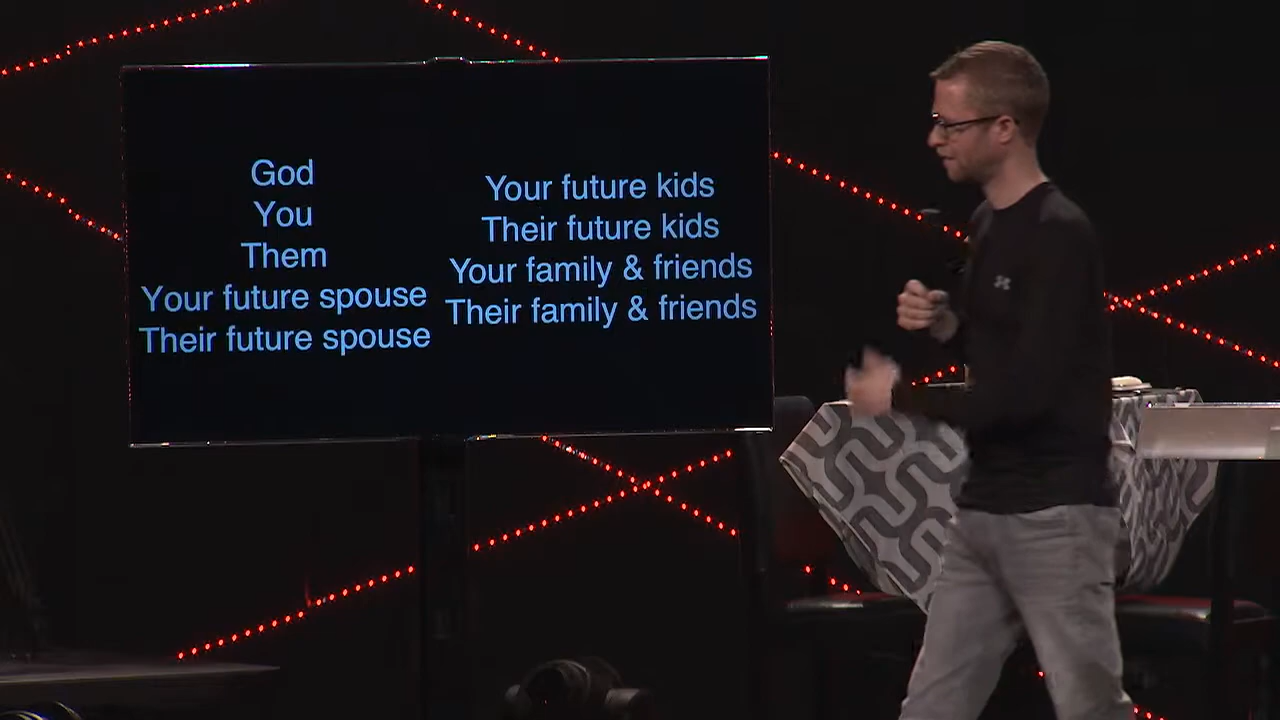 God
You
Them
Your future spouse
Their future spouse
Your future kids
Their future kids
Your family & friends
Their family & friends